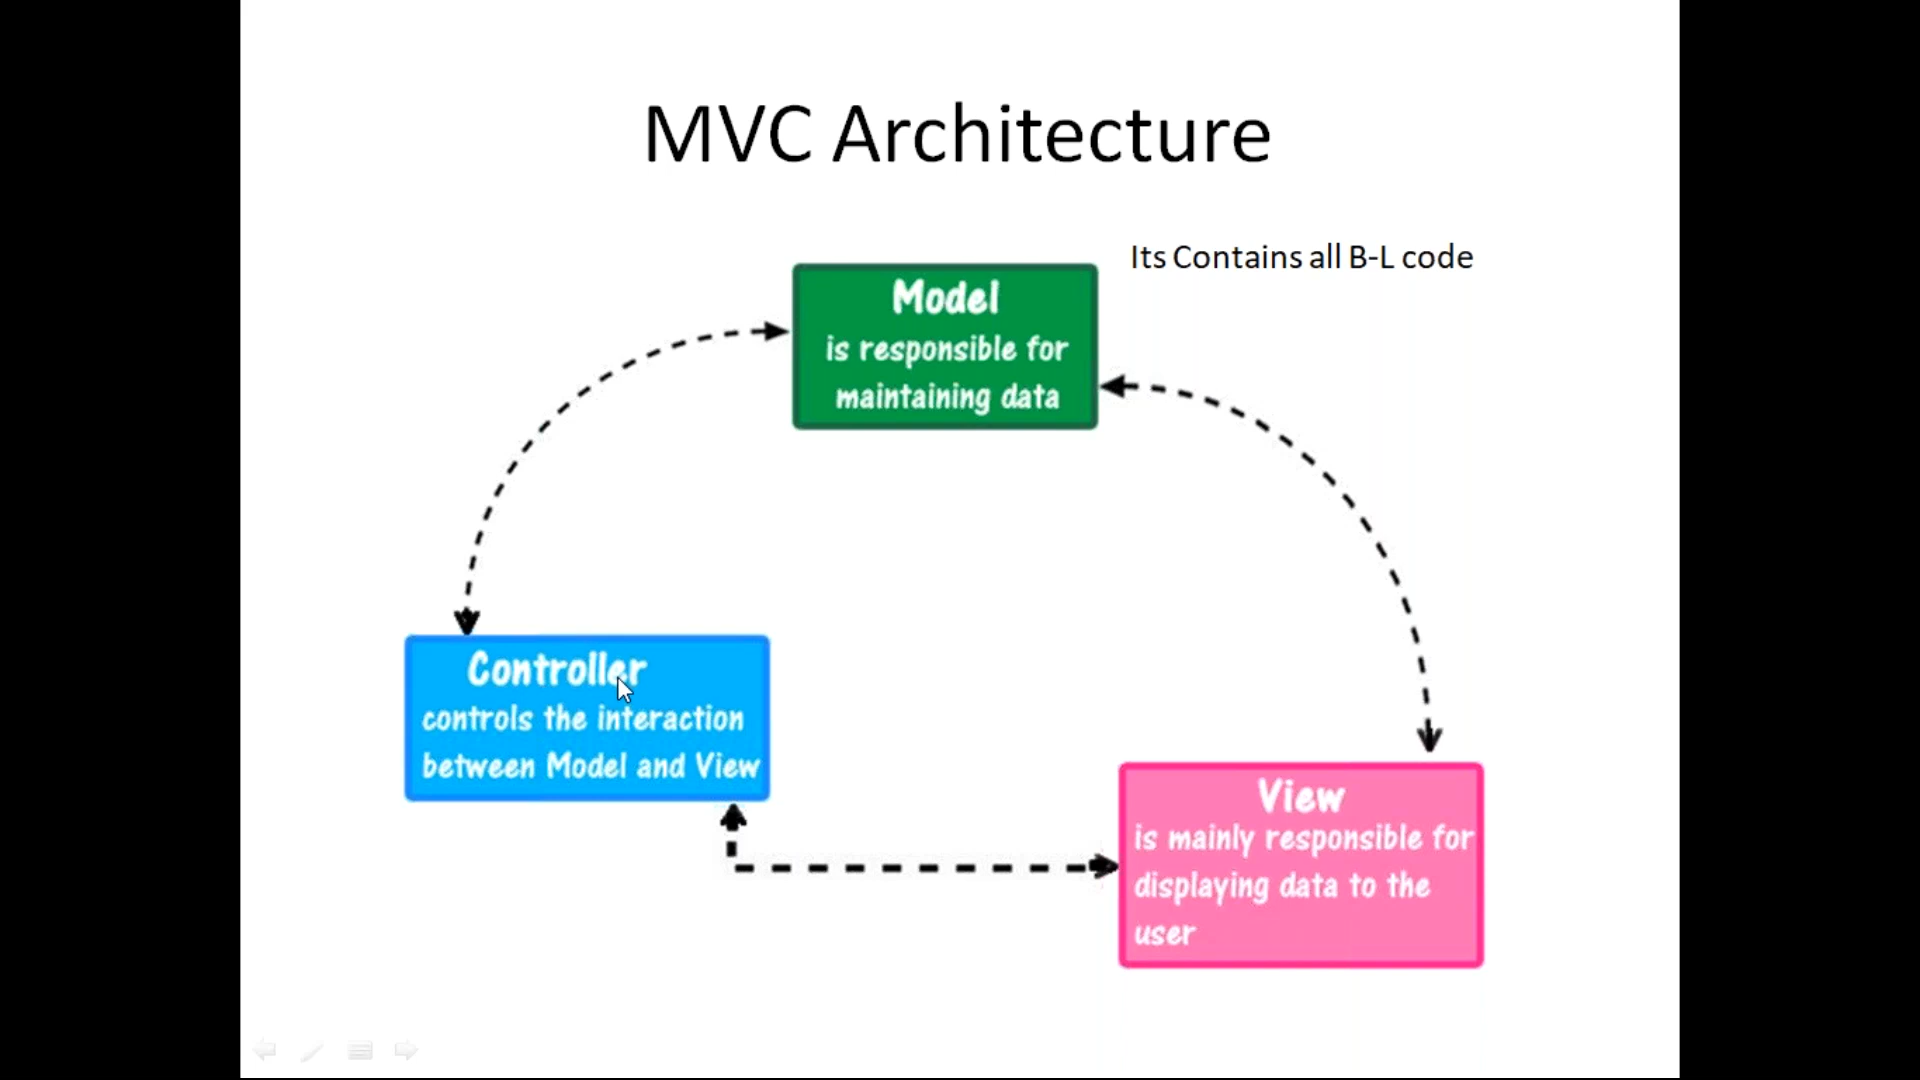 MVC Architecture
Its Contains all B-L code
Model
is responsible for
maintaining data
Controller
controls the interaction
between Model and View
View
is mainly responsible for
displaying data to the
user